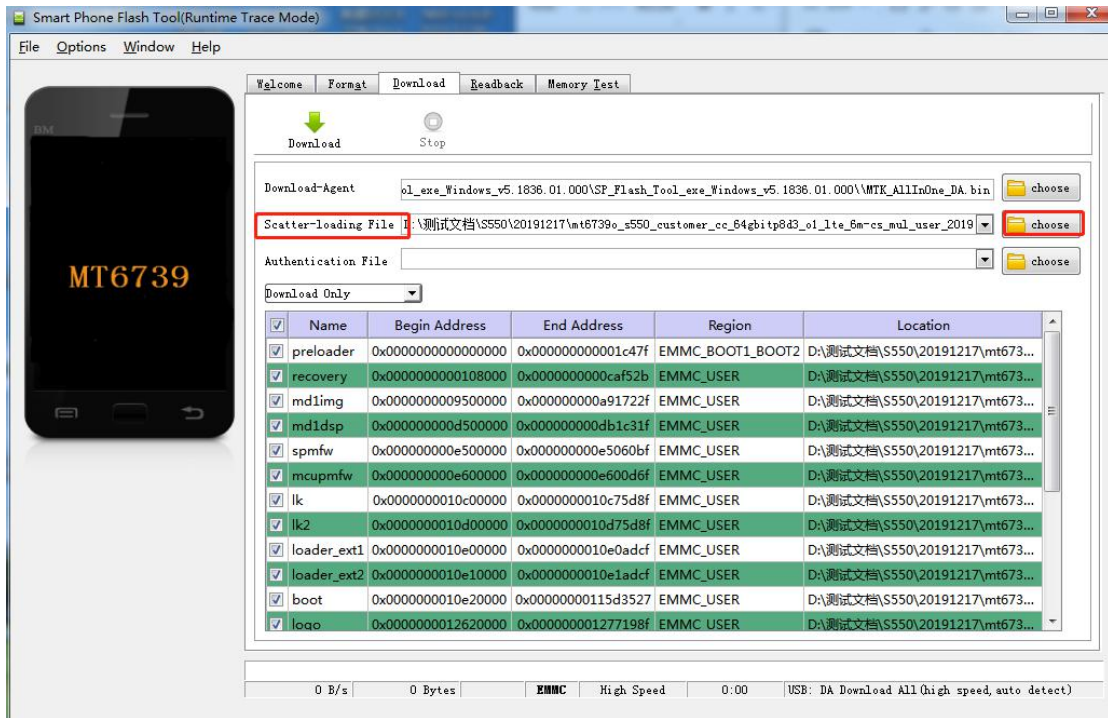 Smart Phone Flash Tool(Runtime Trace Mode)
File Options Window Help
Welcome Format Download Readback Memory Test
BM
Download Stop
Download-Agent ol_exe_Windows_v5.1836.01.000\SP_Flash_Tool_exe_Windows_v5.1836.01.000\\MTK_AllInOne_DA.bin choose
Scatter-loading File D:\测试文档\S550\20191217\mt6739o_s550_customer_cc_64gbitp8d3_o1_lte_6m-cs_mul_user_2019 choose
Authentication File choose
MT6739
Download Only
Name Begin Address End Address Region Location
preloader 0x0000000000000000 0x000000000001c47f EMMC_BOOT1_BOOT2 D:\测试文档\S550\20191217\mt673...
recovery 0x0000000000108000 0x0000000000caf52b EMMC_USER D:\测试文档\S550\20191217\mt673...
md1img 0x0000000009500000 0x000000000a91722f EMMC_USER D:\测试文档\S550\20191217\mt673...
md1dsp 0x000000000d500000 0x000000000db1c31f EMMC_USER D:\测试文档\S550\20191217\mt673...
spmfw 0x000000000e500000 0x000000000e5060bf EMMC_USER D:\测试文档\S550\20191217\mt673...
mcupmfw 0x000000000e600000 0x000000000e600d6f EMMC_USER D:\测试文档\S550\20191217\mt673...
lk 0x0000000010c00000 0x0000000010c75d8f EMMC_USER D:\测试文档\S550\20191217\mt673...
lk2 0x0000000010d00000 0x0000000010d75d8f EMMC_USER D:\测试文档\S550\20191217\mt673...
loader_ext1 0x0000000010e00000 0x0000000010e0adcf EMMC_USER D:\测试文档\S550\20191217\mt673...
loader_ext2 0x0000000010e10000 0x0000000010e1adcf EMMC_USER D:\测试文档\S550\20191217\mt673...
boot 0x0000000010e20000 0x00000000115d3527 EMMC_USER D:\测试文档\S550\20191217\mt673...
logo 0x0000000012620000 0x000000001277198f EMMC_USER D:\测试文档\S550\20191217\mt673...
0 B/s 0 Bytes EMMC High Speed 0:00 USB: DA Download All(high speed,auto detect)